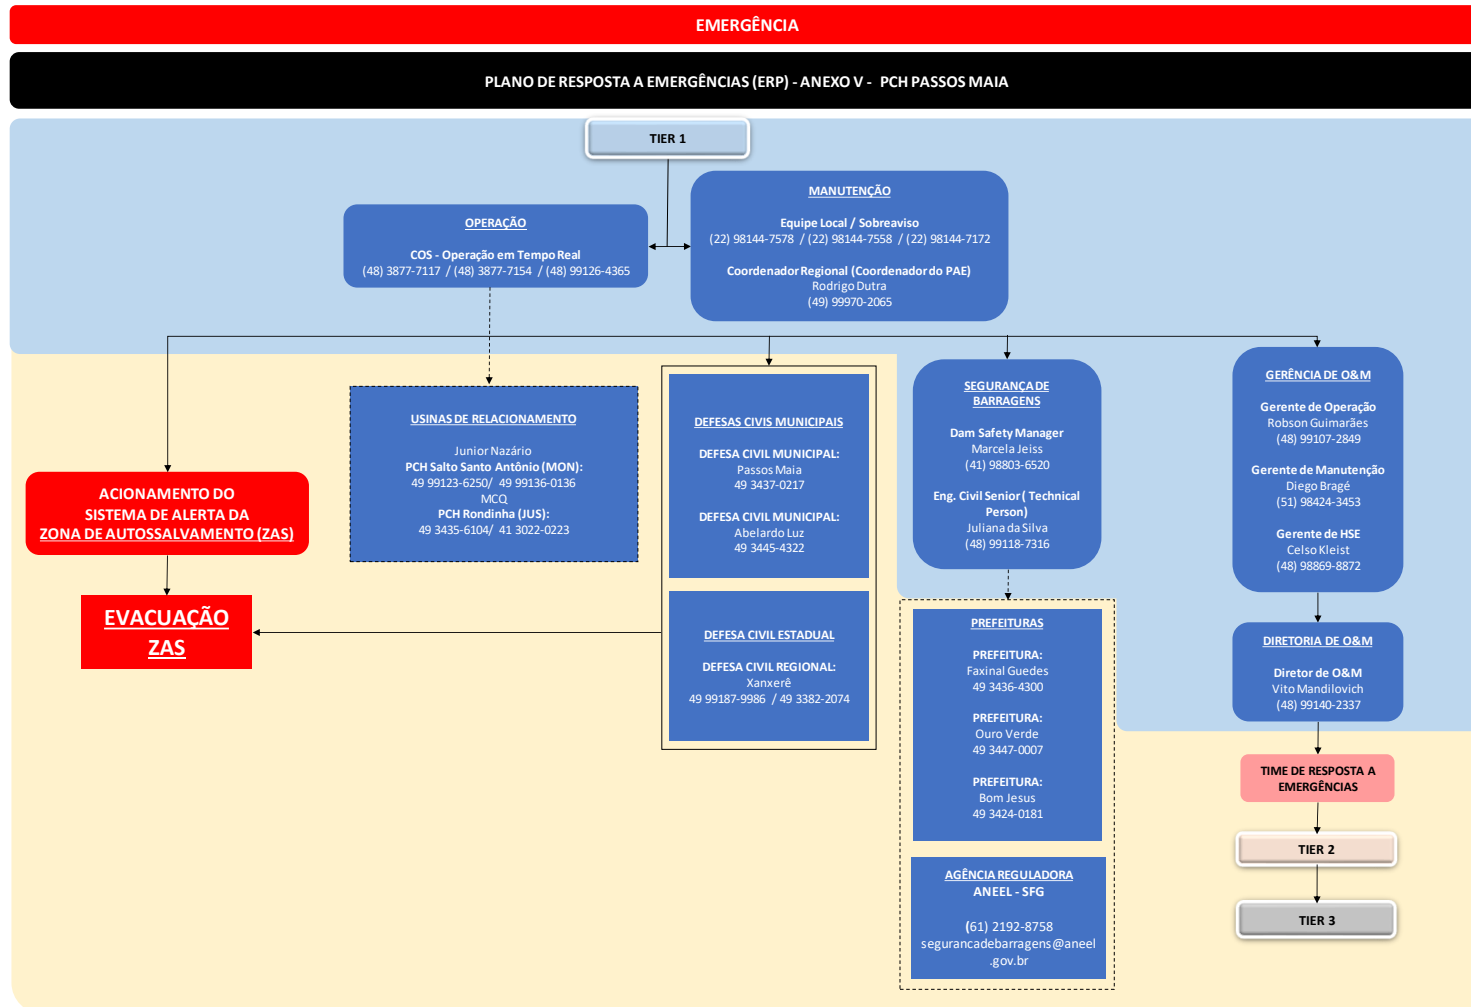 EMERGÊNCIA
PLANO DE RESPOSTA A EMERGÊNCIAS (ERP) - ANEXO V - PCH PASSOS MAIA
TIER 1
OPERAÇÃO
COS - Operação em Tempo Real
(48) 3877-7117 / (48) 3877-7154 / (48) 99126-4365
MANUTENÇÃO
Equipe Local / Sobreaviso
(22) 98144-7578 / (22) 98144-7558 / (22) 98144-7172
Coordenador Regional (Coordenador do PAE)
Rodrigo Dutra
(49) 99970-2065
ACIONAMENTO DO
SISTEMA DE ALERTA DA
ZONA DE AUTOSSALVAMENTO (ZAS)
EVACUAÇÃO
ZAS
USINAS DE RELACIONAMENTO
Junior Nazário
PCH Salto Santo Antônio (MON):
49 99123-6250/ 49 99136-0136
MCQ
PCH Rondinha (JUS):
49 3435-6104/ 41 3022-0223
DEFESAS CIVIS MUNICIPAIS
DEFESA CIVIL MUNICIPAL:
Passos Maia
49 3437-0217
DEFESA CIVIL MUNICIPAL:
Abelardo Luz
49 3445-4322
DEFESA CIVIL ESTADUAL
DEFESA CIVIL REGIONAL:
Xanxerê
49 99187-9986 / 49 3382-2074
SEGURANÇA DE
BARRAGENS
Dam Safety Manager
Marcela Jeiss
(41) 98803-6520
Eng. Civil Senior ( Technical
Person)
Juliana da Silva
(48) 99118-7316
PREFEITURAS
PREFEITURA:
Faxinal Guedes
49 3436-4300
PREFEITURA:
Ouro Verde
49 3447-0007
PREFEITURA:
Bom Jesus
49 3424-0181
AGÊNCIA REGULADORA
ANEEL - SFG
(61) 2192-8758
segurancadebarragens@aneel
.gov.br
GERÊNCIA DE O&M
Gerente de Operação
Robson Guimarães
(48) 99107-2849
Gerente de Manutenção
Diego Bragé
(51) 98424-3453
Gerente de HSE
Celso Kleist
(48) 98869-8872
DIRETORIA DE O&M
Diretor de O&M
Vito Mandilovich
(48) 99140-2337
TIME DE RESPOSTA A
EMERGÊNCIAS
TIER 2
TIER 3